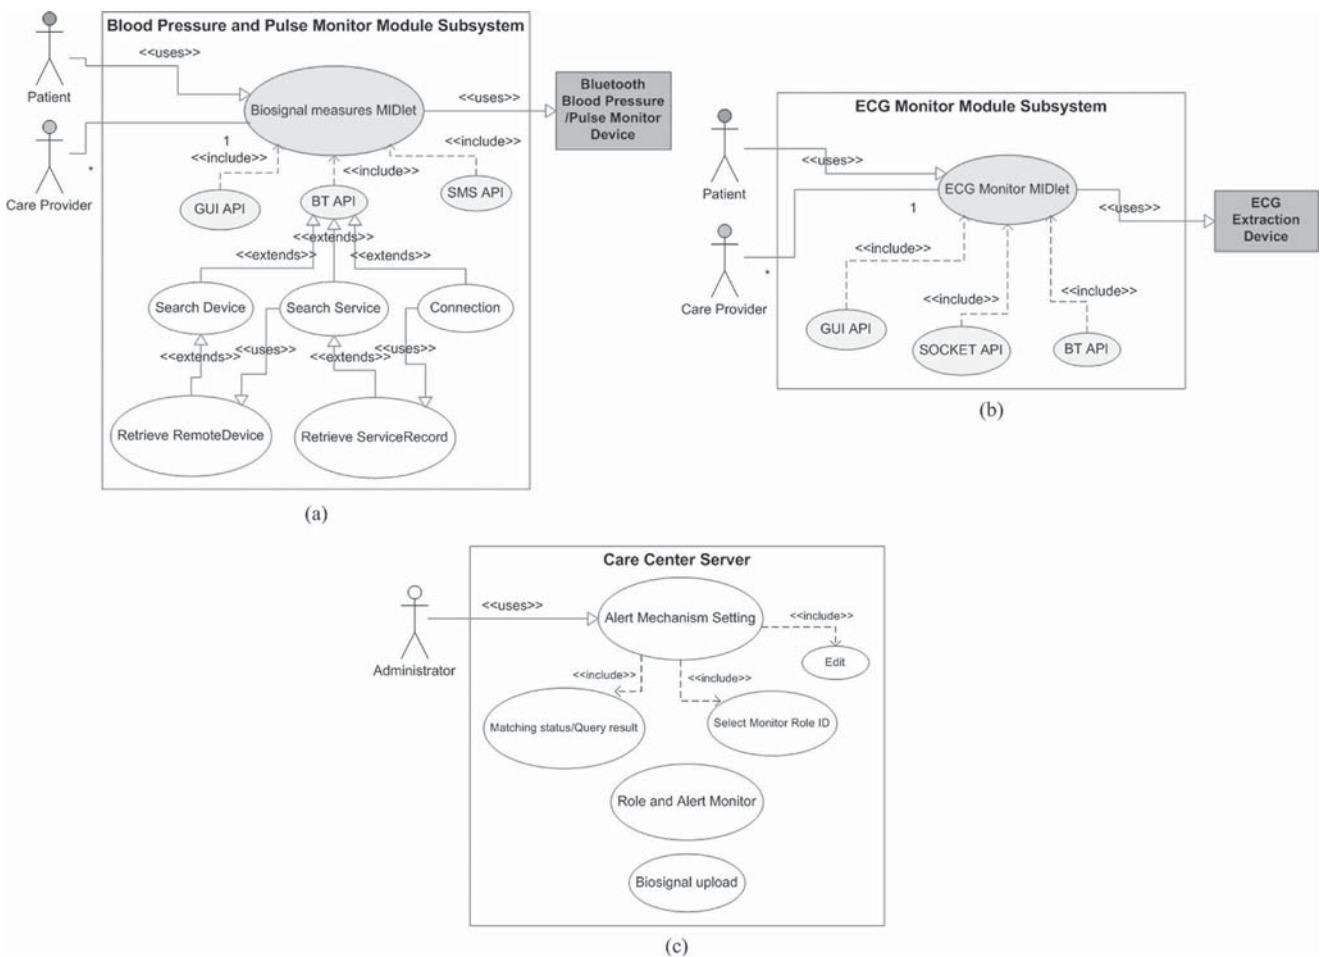 Blood Pressure and Pulse Monitor Module Subsystem
<<uses>>
Patient
Biosignal measures MIDlet
<<uses>>
Bluetooth
Blood Pressure
/Pulse Monitor
Device
Care Provider
*
1
<<include>>
<<include>>
<<include>>
GUI API
BT API
SMS API
<<extends>>
<<extends>>
<<extends>>
Search Device
Search Service
Connection
<<extends>>
<<uses>>
<<extends>>
<<uses>>
Retrieve RemoteDevice
Retrieve ServiceRecord
(a)
ECG Monitor Module Subsystem
Patient
<<uses>>
ECG Monitor MIDlet
1
<<uses>>
ECG
Extraction
Device
Care Provider
*
<<include>>
<<include>>
<<include>>
GUI API
SOCKET API
BT API
(b)
Care Center Server
Administrator
<<uses>>
Alert Mechanism Setting
<<include>>
Edit
<<include>>
<<include>>
Matching status/Query result
Select Monitor Role ID
Role and Alert Monitor
Biosignal upload
(c)